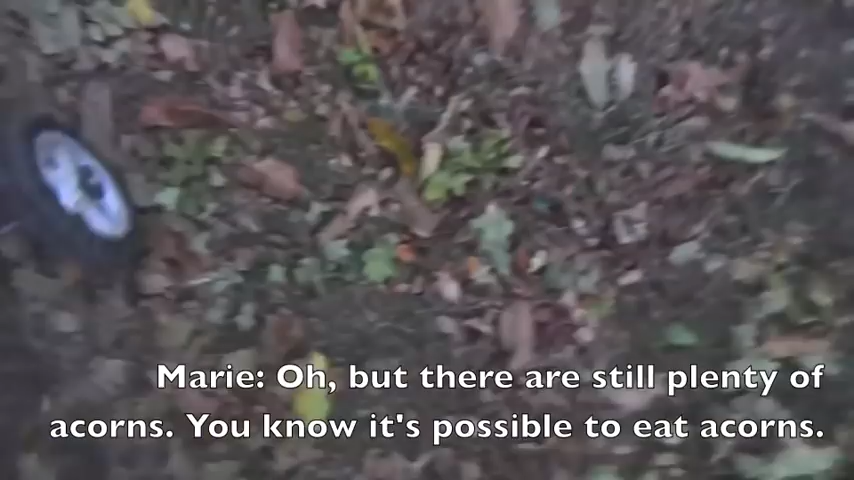 Marie: Oh, but there are still plenty of
acorns. You know it's possible to eat acorns.